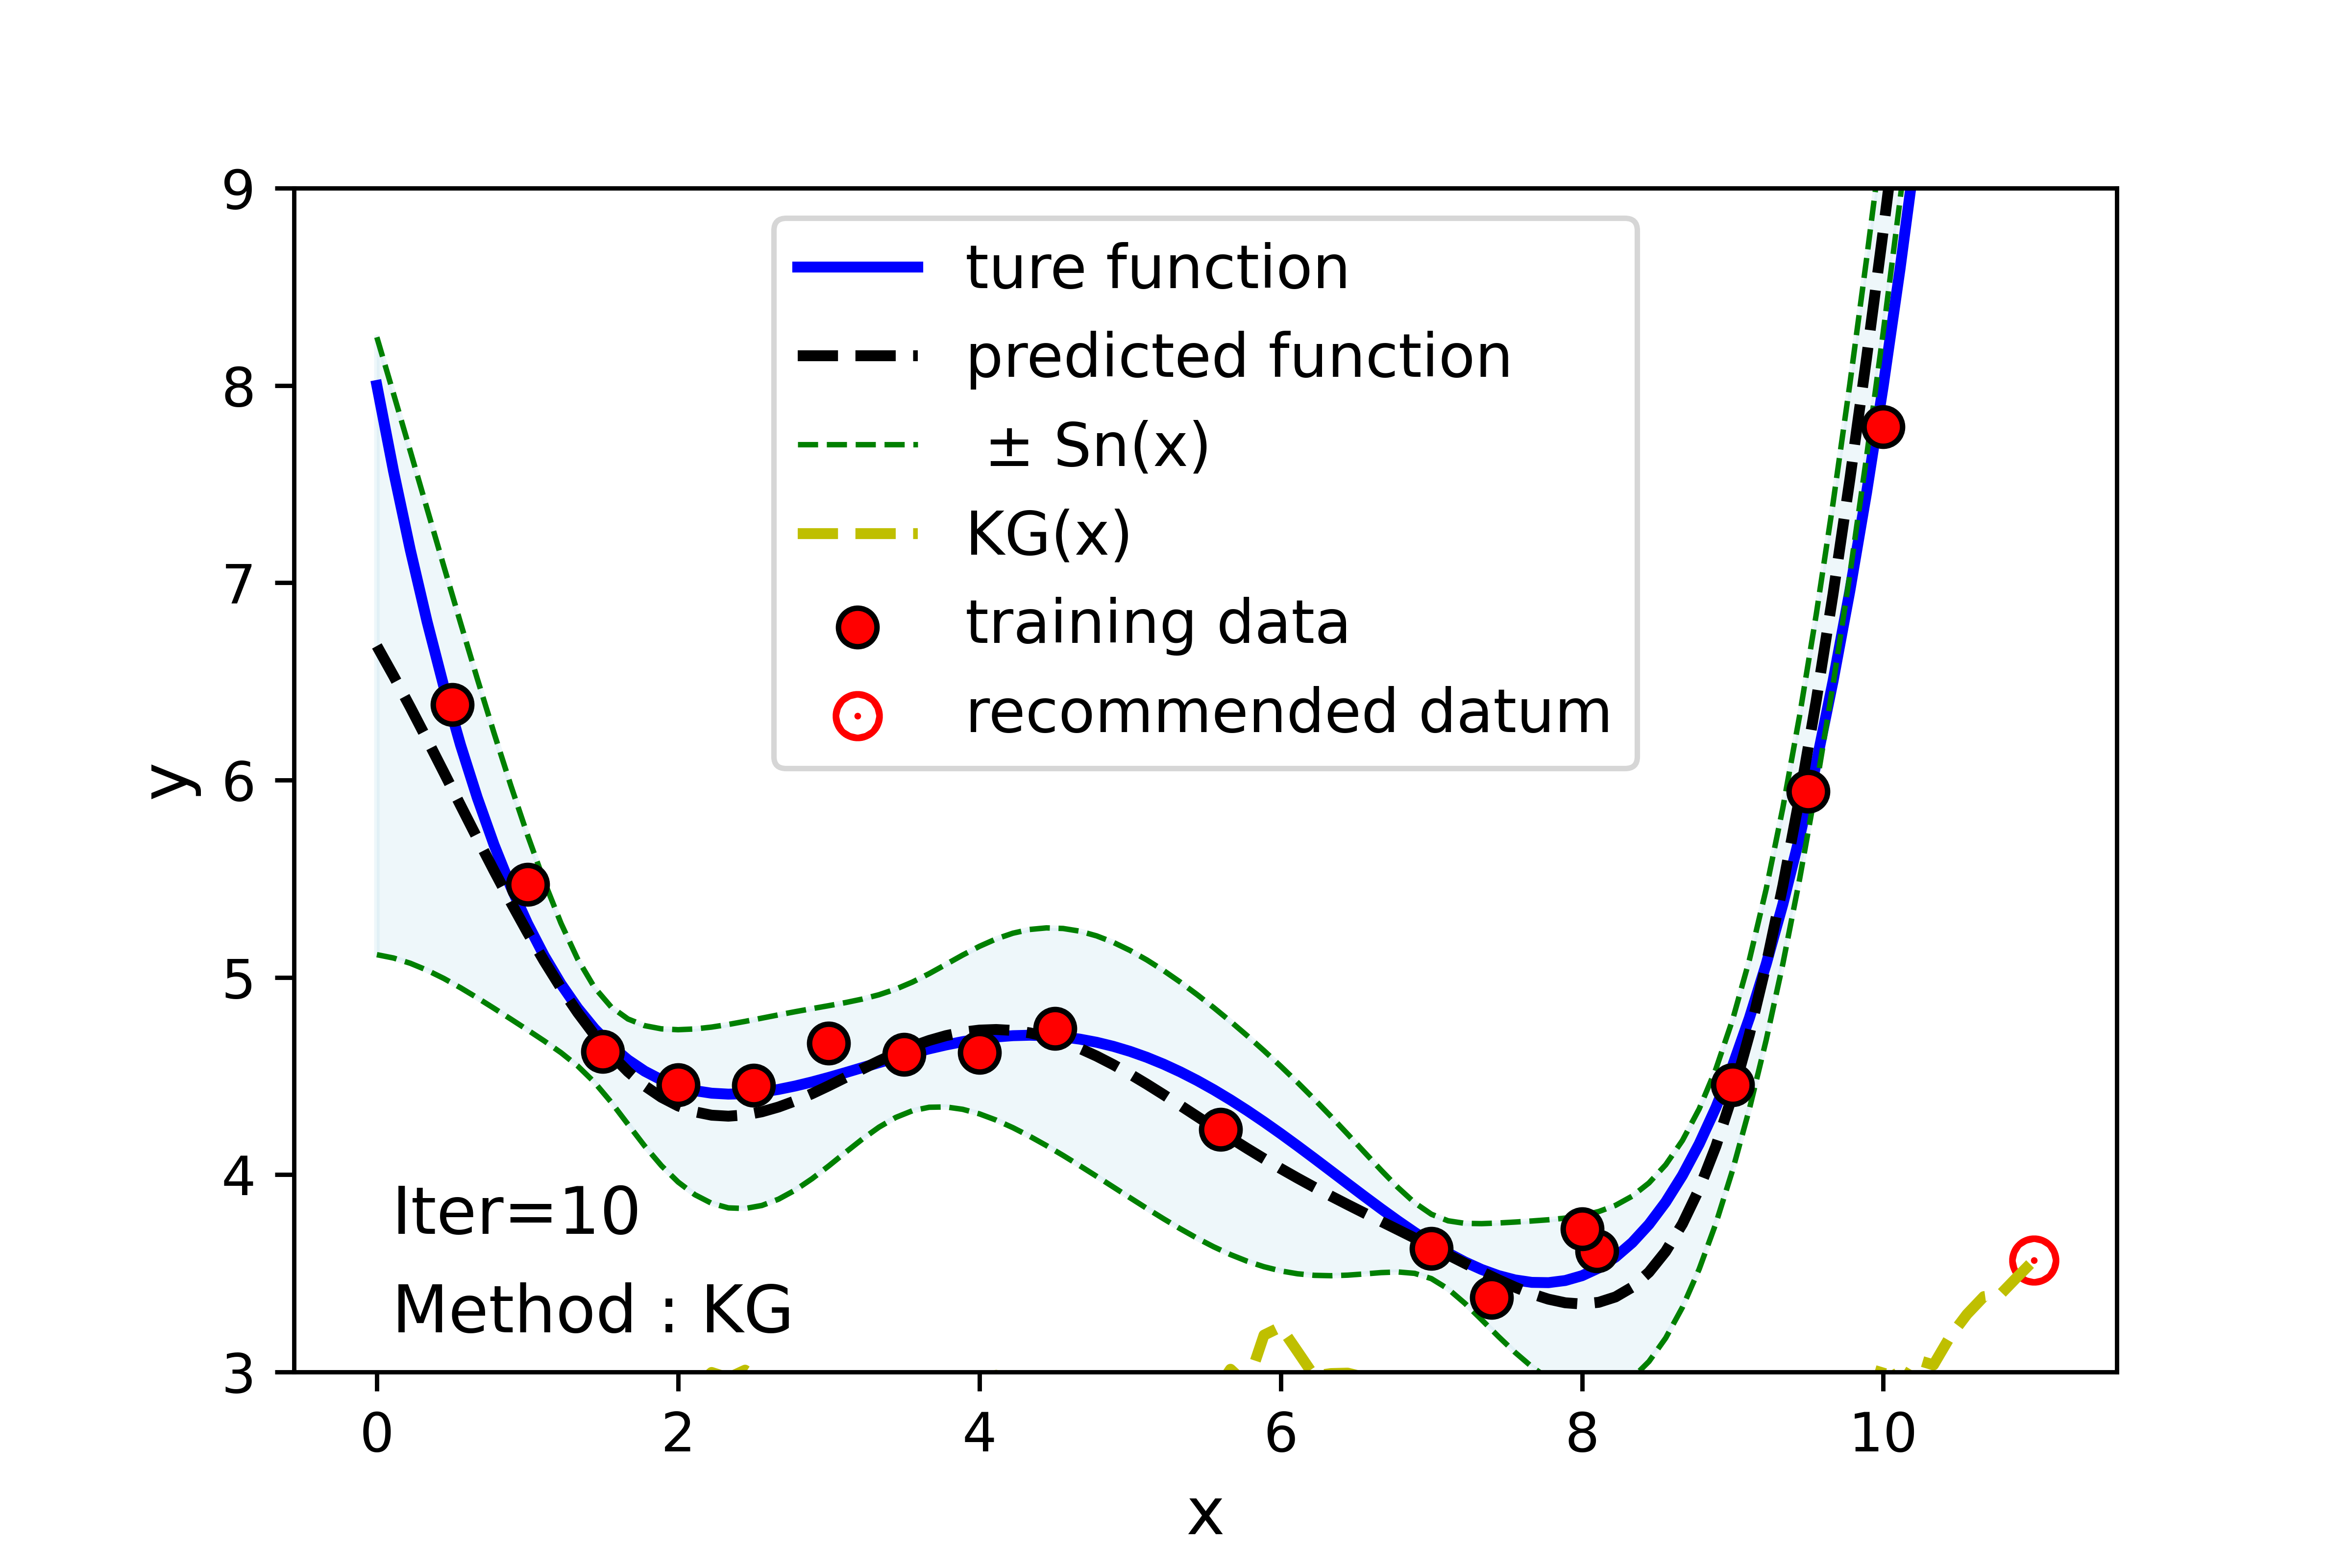 9
8
7
6
5
4
3
y
ture function
predicted function
± Sn(x)
KG(x)
training data
recommended datum
Iter=10
Method : KG
0 2 4 6 8 10
x